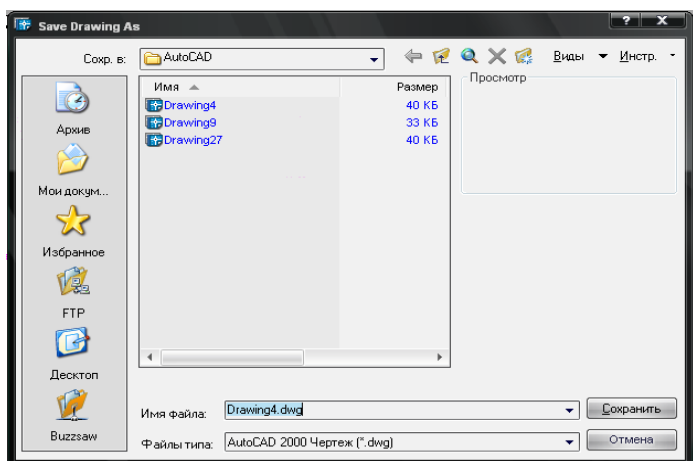 Save Drawing As
? X
Сохр. в: AutoCAD Виды Инстр.
Имя Размер
Drawing4 40 КБ
Drawing9 33 КБ
Drawing27 40 КБ
Просмотр
Архив
Мои докум...
Избранное
FTP
Десктоп
Buzzsaw
Имя файла: Drawing4.dwg Сохранить
Файлы типа: AutoCAD 2000 Чертеж (*.dwg) Отмена